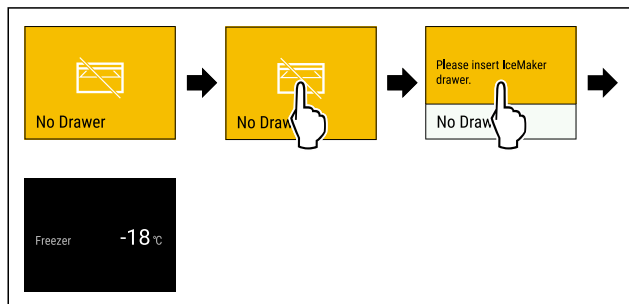 No Drawer
No Draw
Please insert IceMaker
drawer.
No Draw
Freezer -18 °C